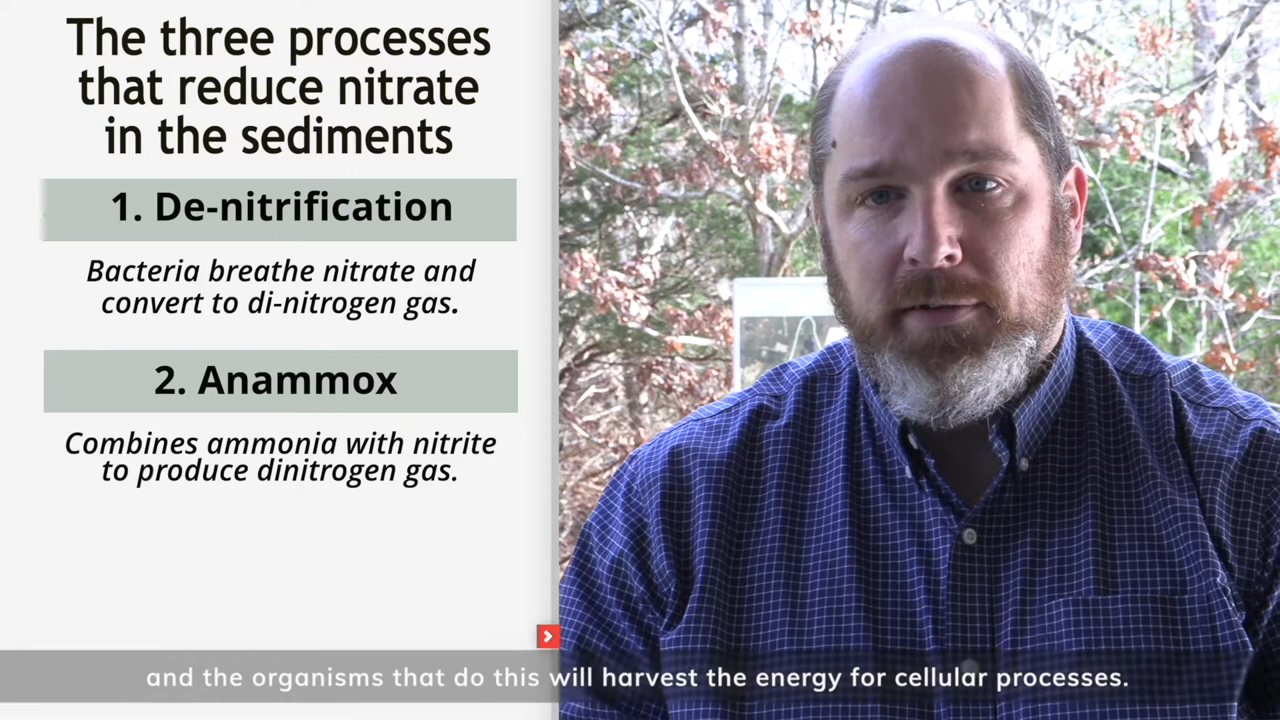 The three processes
that reduce nitrate
in the sediments
1. De-nitrification
Bacteria breathe nitrate and
convert to di-nitrogen gas.
2. Anammox
Combines ammonia with nitrite
to produce dinitrogen gas.
and the organisms that do this will harvest the energy for cellular processes.